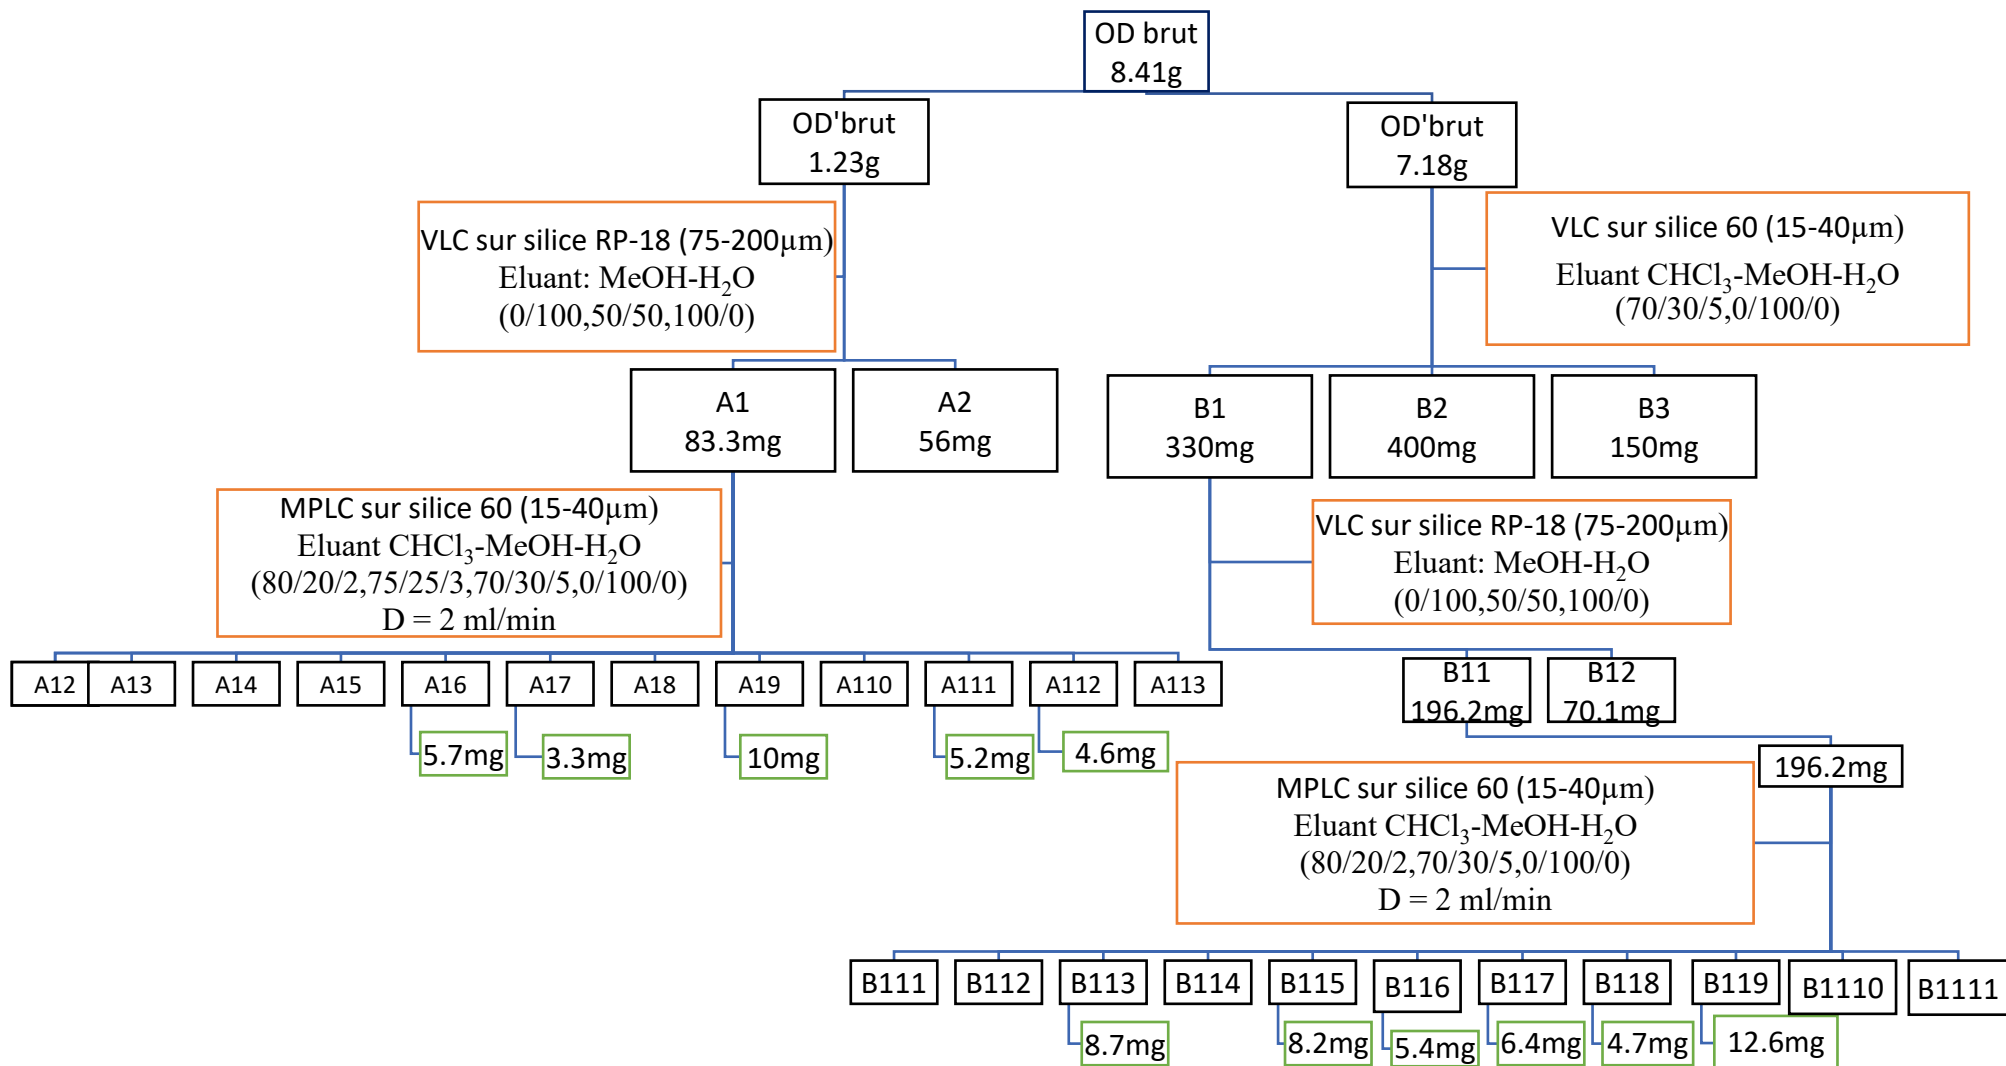 OD brut
8.41g
OD'brut
1.23g
OD'brut
7.18g
VLC sur silice RP-18 (75-200µm)
Eluant: MeOH-H₂O
(0/100,50/50,100/0)
VLC sur silice 60 (15-40µm)
Eluant CHCl₃-MeOH-H₂O
(70/30/5,0/100/0)
A1
83.3mg
A2
56mg
B1
330mg
B2
400mg
B3
150mg
MPLC sur silice 60 (15-40µm)
Eluant CHCl₃-MeOH-H₂O
(80/20/2,75/25/3,70/30/5,0/100/0)
D = 2 ml/min
VLC sur silice RP-18 (75-200µm)
Eluant: MeOH-H₂O
(0/100,50/50,100/0)
A12
A13
A14
A15
A16
A17
A18
A19
A110
A111
A112
A113
B11
196.2mg
B12
70.1mg
5.7mg
3.3mg
10mg
5.2mg
4.6mg
196.2mg
MPLC sur silice 60 (15-40µm)
Eluant CHCl₃-MeOH-H₂O
(80/20/2,70/30/5,0/100/0)
D = 2 ml/min
B111
B112
B113
B114
B115
B116
B117
B118
B119
B1110
B1111
8.7mg
8.2mg
5.4mg
6.4mg
4.7mg
12.6mg